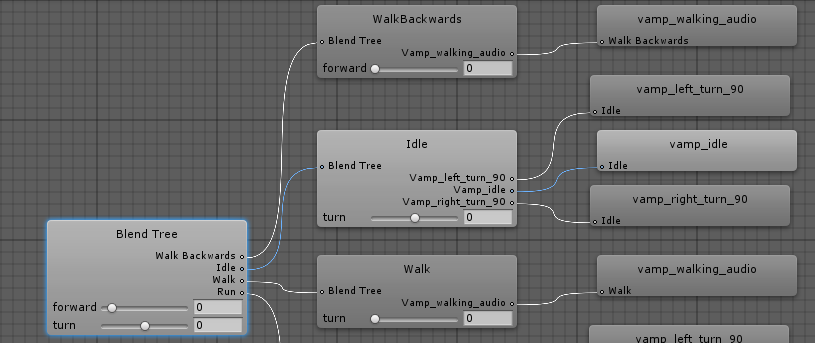 WalkBackwards
Blend Tree
Vamp_walking_audio
forward 0
vamp_walking_audio
Walk Backwards
vamp_left_turn_90
Idle
Idle
Blend Tree
Vamp_left_turn_90
Vamp_idle
Vamp_right_turn_90
turn 0
vamp_idle
Idle
vamp_right_turn_90
Idle
Blend Tree
Walk Backwards
Idle
Walk
Run
forward 0
turn 0
Walk
Blend Tree
Vamp_walking_audio
turn 0
vamp_walking_audio
Walk
vamp_left_turn_90